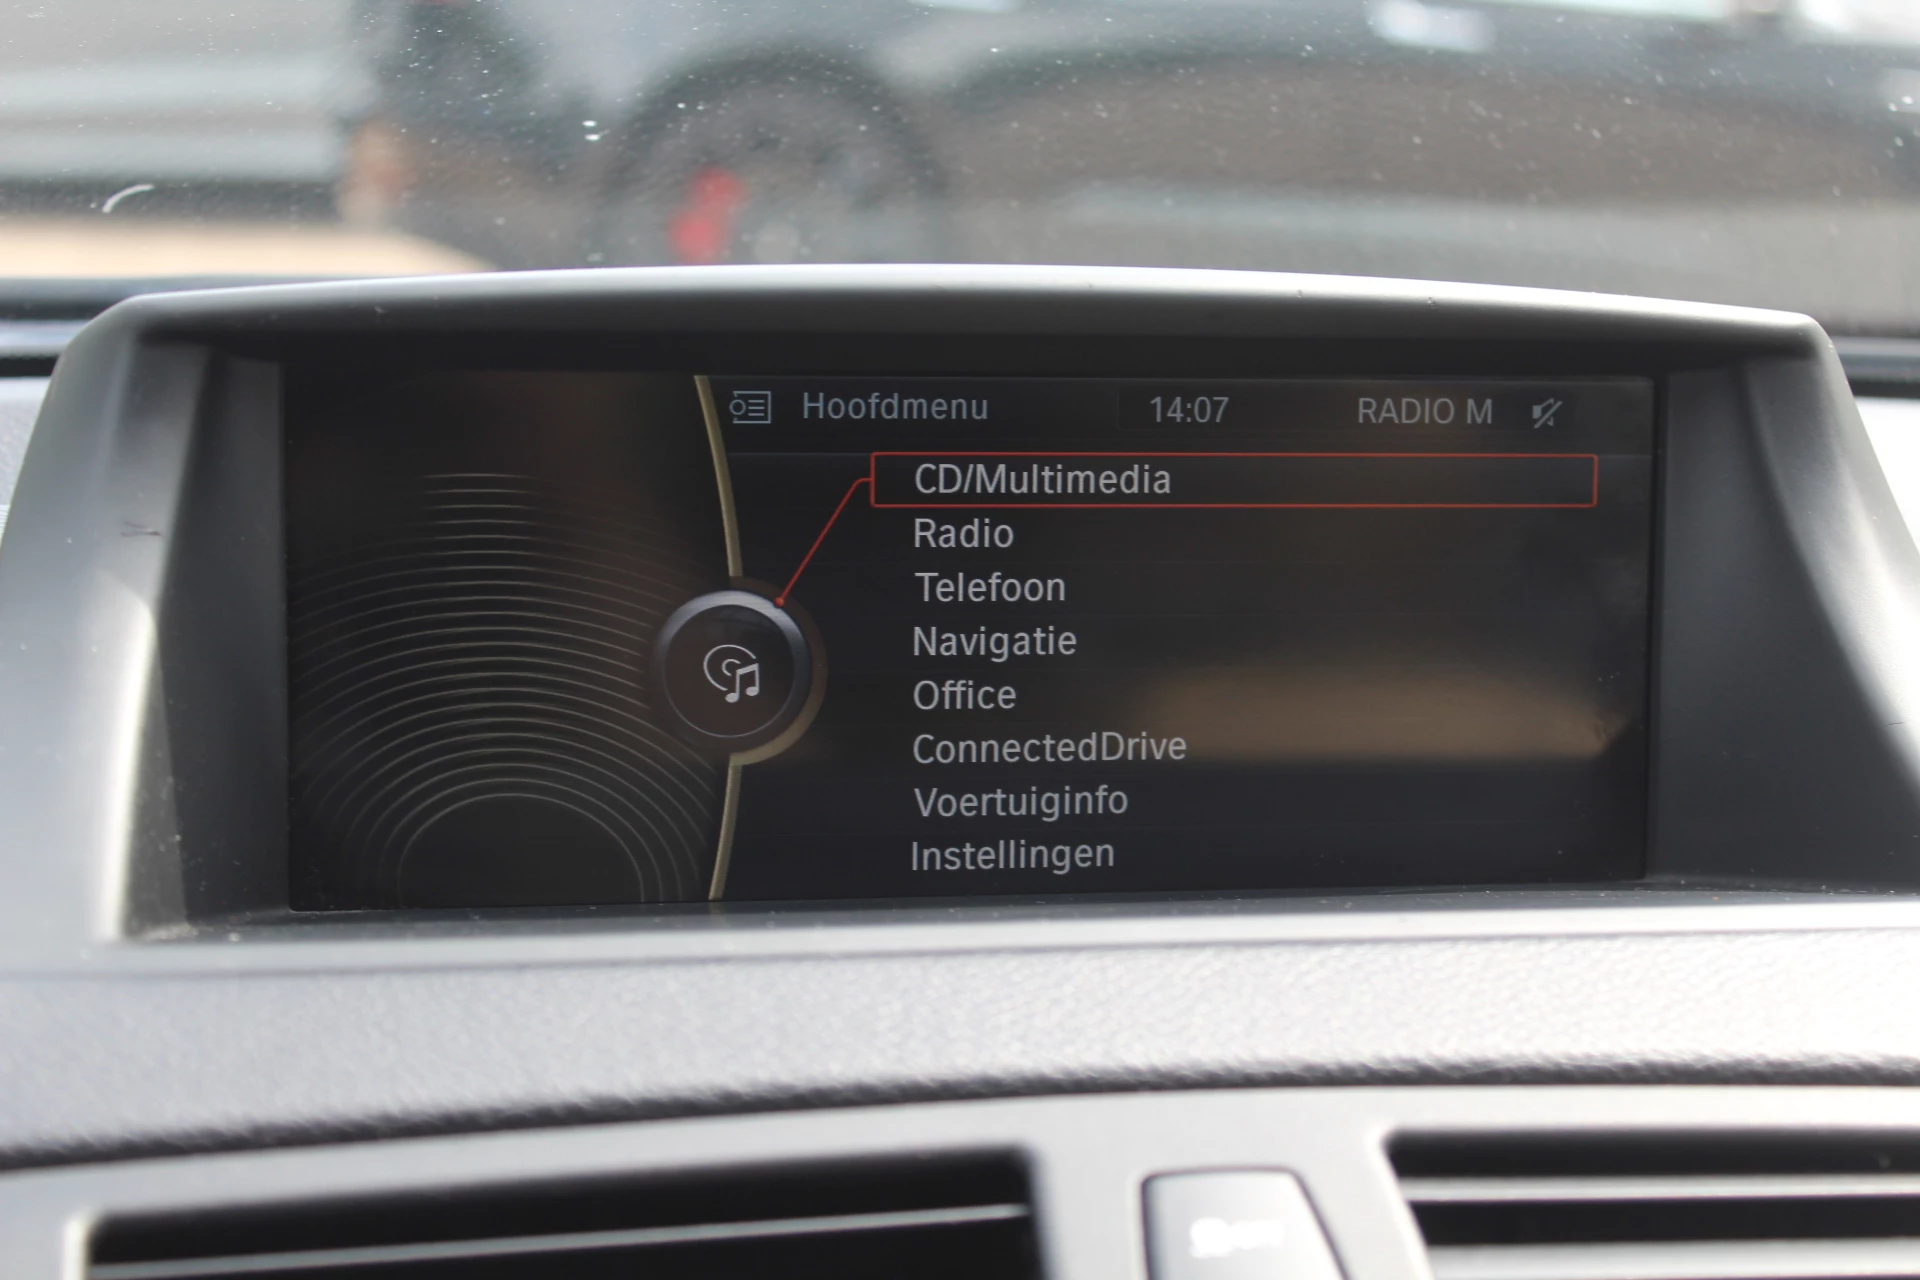 Hoofdmenu 14:07 RADIO M
CD/Multimedia
Radio
Telefoon
Navigatie
Office
ConnectedDrive
Voertuiginfo
Instellingen